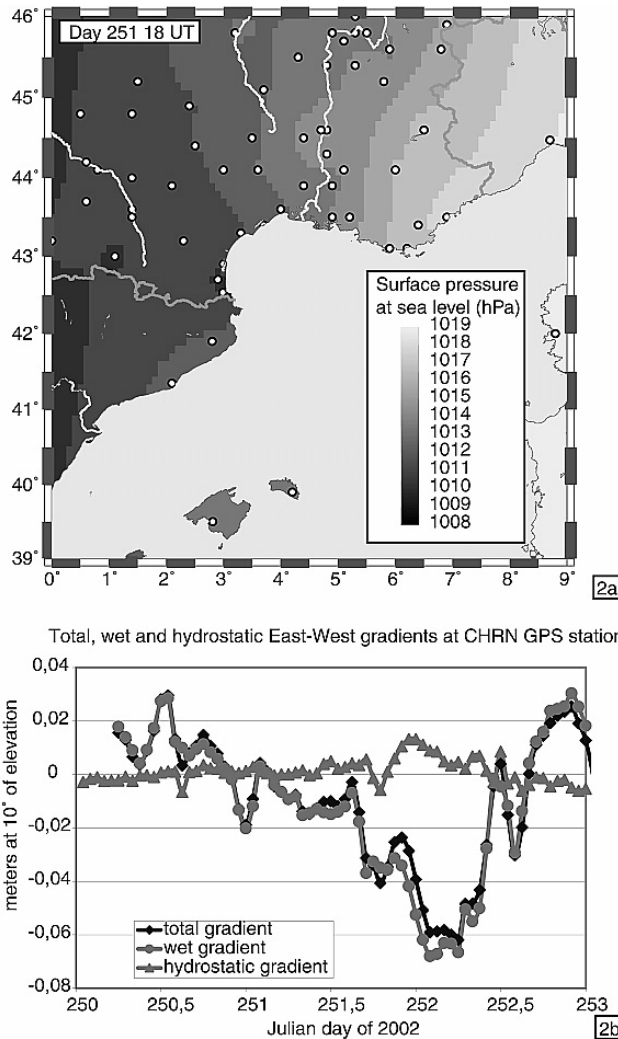 46°
Day 251 18 UT
45°
44°
43°
42°
41°
40°
39°
Surface pressure
at sea level (hPa)
1019
1018
1017
1016
1015
1014
1013
1012
1011
1010
1009
1008
0° 1° 2° 3° 4° 5° 6° 7° 8° 9°
2a
Total, wet and hydrostatic East-West gradients at CHRN GPS station
0,04
0,02
0
-0,02
-0,04
-0,06
-0,08
meters at 10° of elevation
total gradient
wet gradient
hydrostatic gradient
250 250,5 251 251,5 252 252,5 253
Julian day of 2002
2b